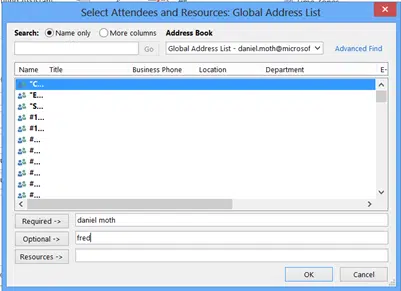 Select Attendees and Resources: Global Address List
Search: Name only More columns Address Book
Go Global Address List - daniel.moth@microsof Advanced Find
Name Title Business Phone Location Department E-
"C...
"E...
"S...
#1...
#1...
#...
#...
#...
#...
#...
Required -> daniel moth
Optional -> fred
Resources ->
OK Cancel